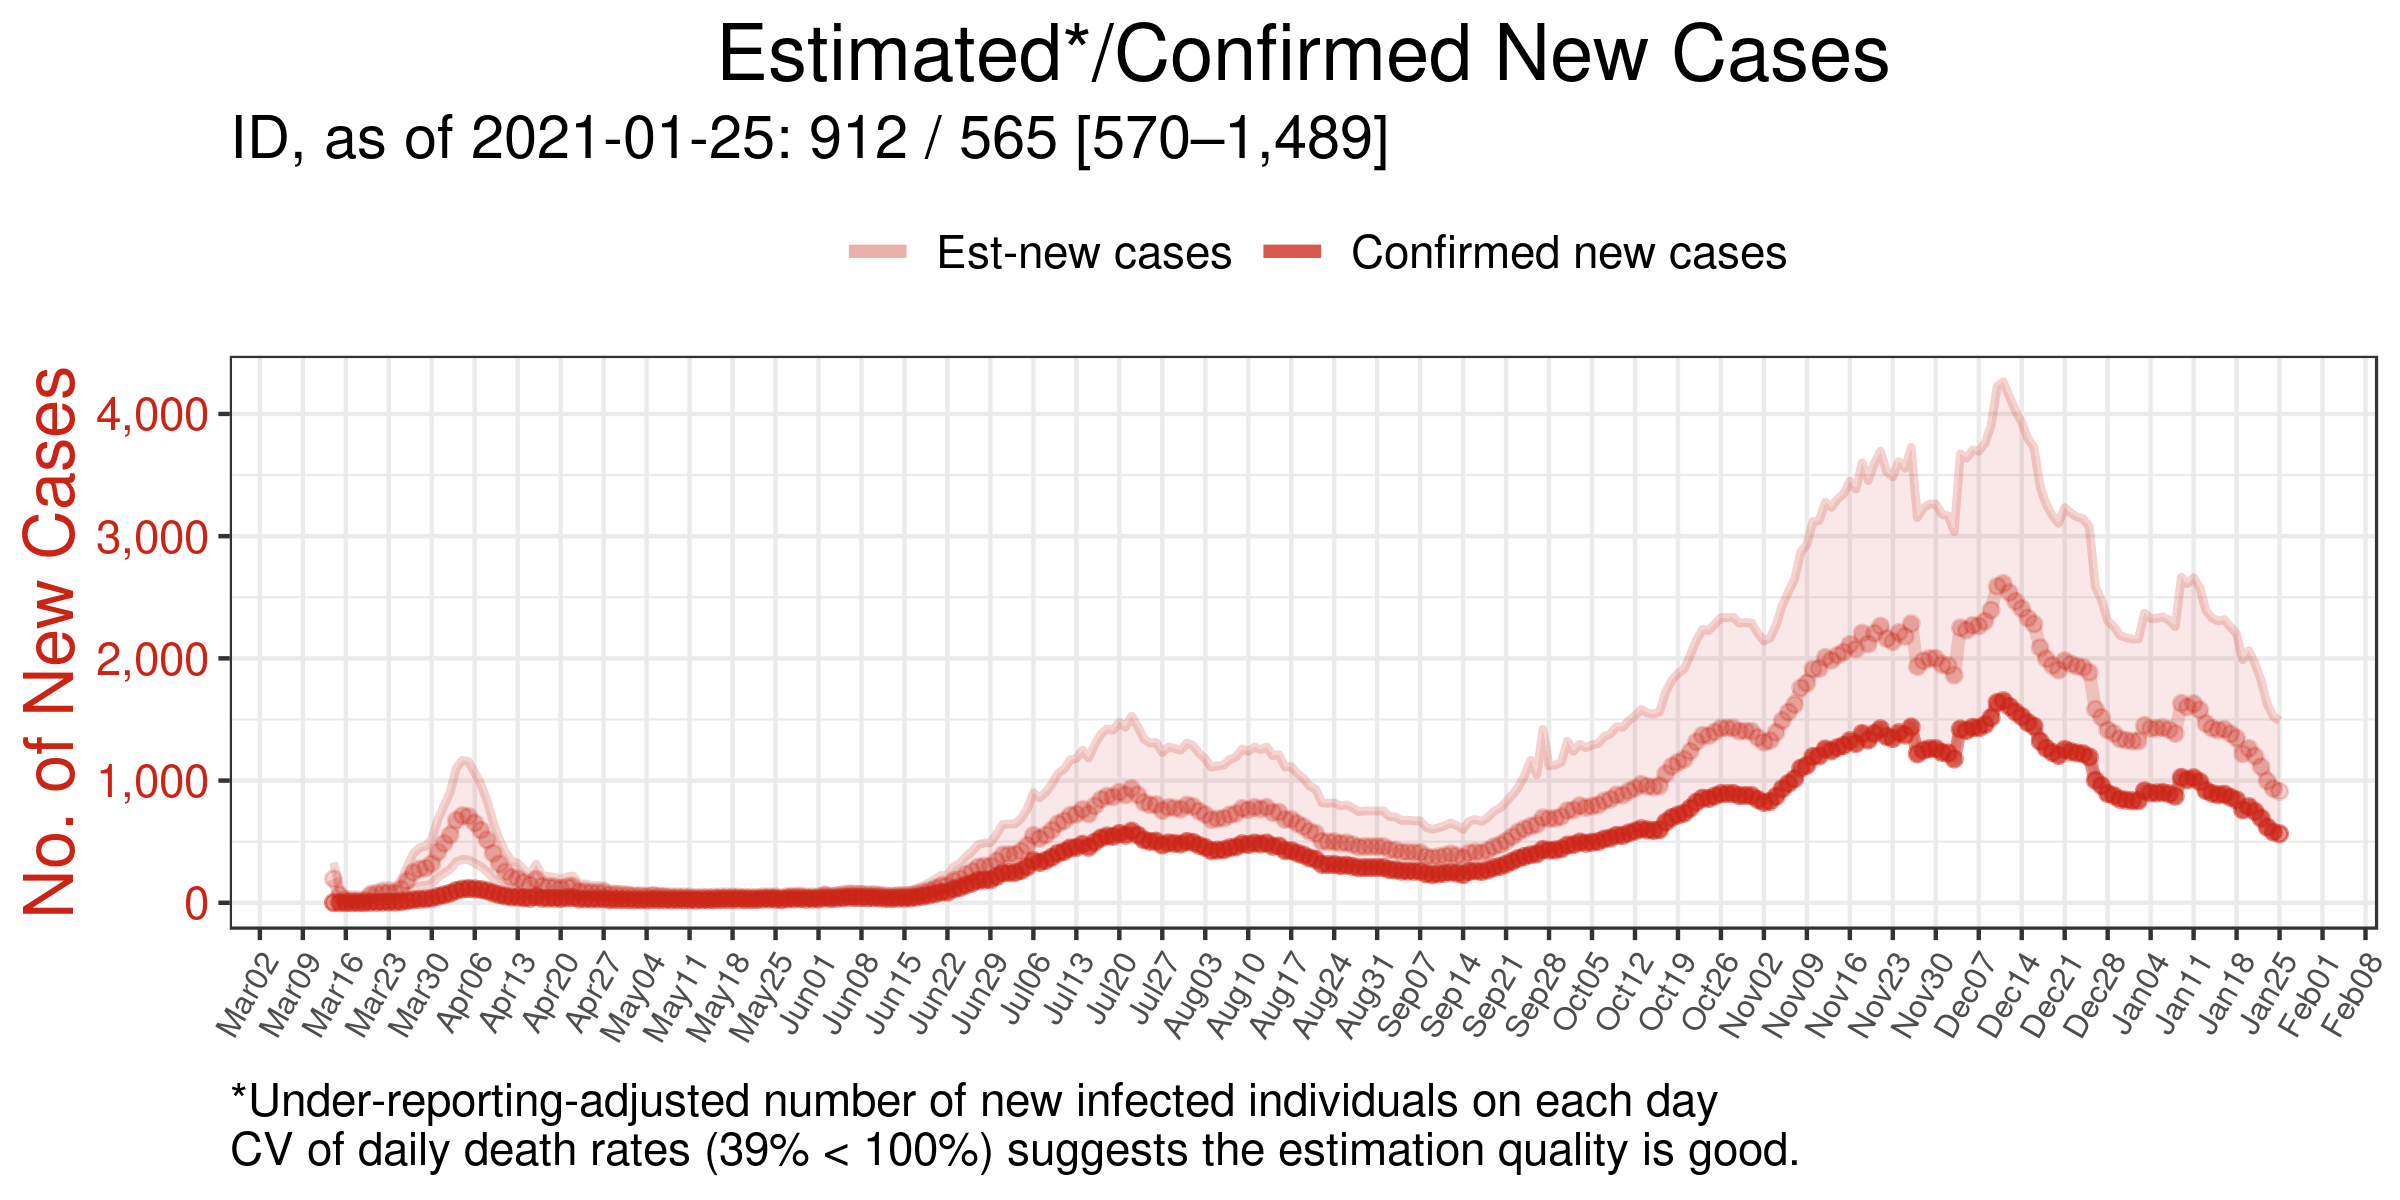 Estimated*/Confirmed New Cases
ID, as of 2021-01-25: 912 / 565 [570–1,489]
Est-new cases Confirmed new cases
No. of New Cases
4,000
3,000
2,000
1,000
0
Mar02 Mar09 Mar16 Mar23 Mar30 Apr06 Apr13 Apr20 Apr27 May04 May11 May18 May25 Jun01 Jun08 Jun15 Jun22 Jun29 Jul06 Jul13 Jul20 Jul27 Aug03 Aug10 Aug17 Aug24 Aug31 Sep07 Sep14 Sep21 Sep28 Oct05 Oct12 Oct19 Oct26 Nov02 Nov09 Nov16 Nov23 Nov30 Dec07 Dec14 Dec21 Dec28 Jan04 Jan11 Jan18 Jan25 Feb01 Feb08
*Under-reporting-adjusted number of new infected individuals on each day
CV of daily death rates (39% < 100%) suggests the estimation quality is good.